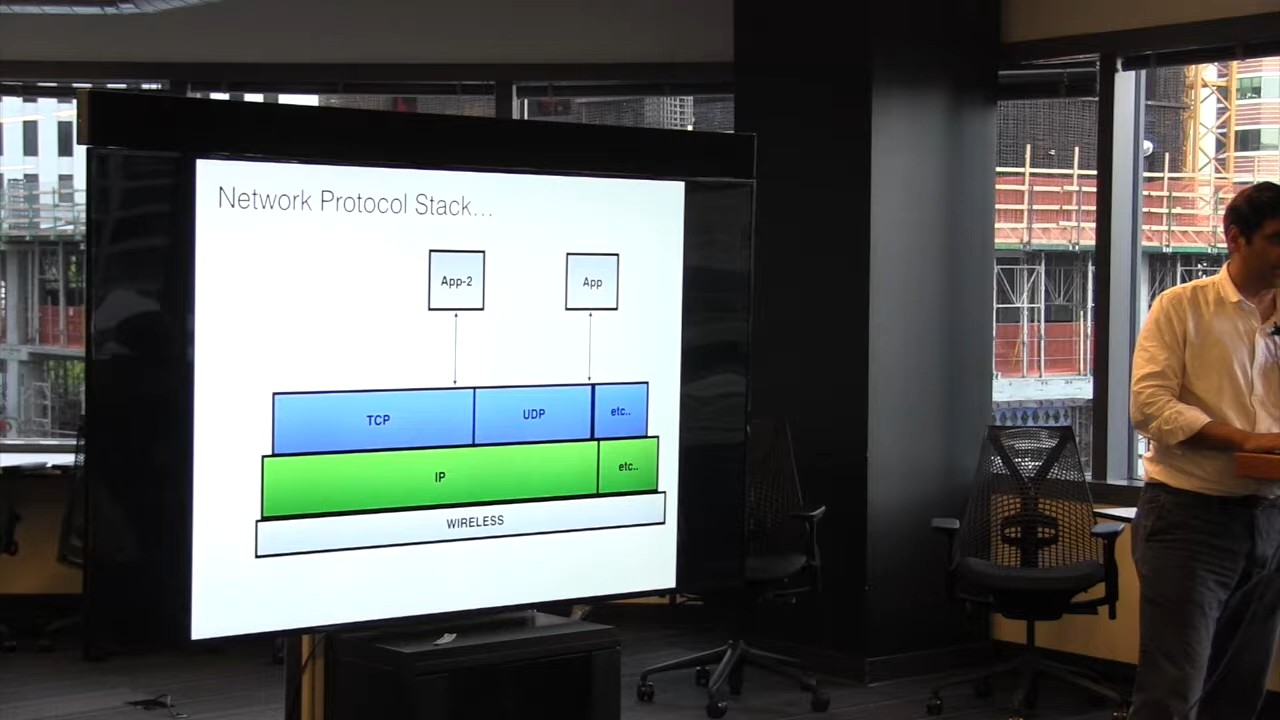 Network Protocol Stack...
App-2
App
TCP
UDP
etc..
IP
etc..
WIRELESS